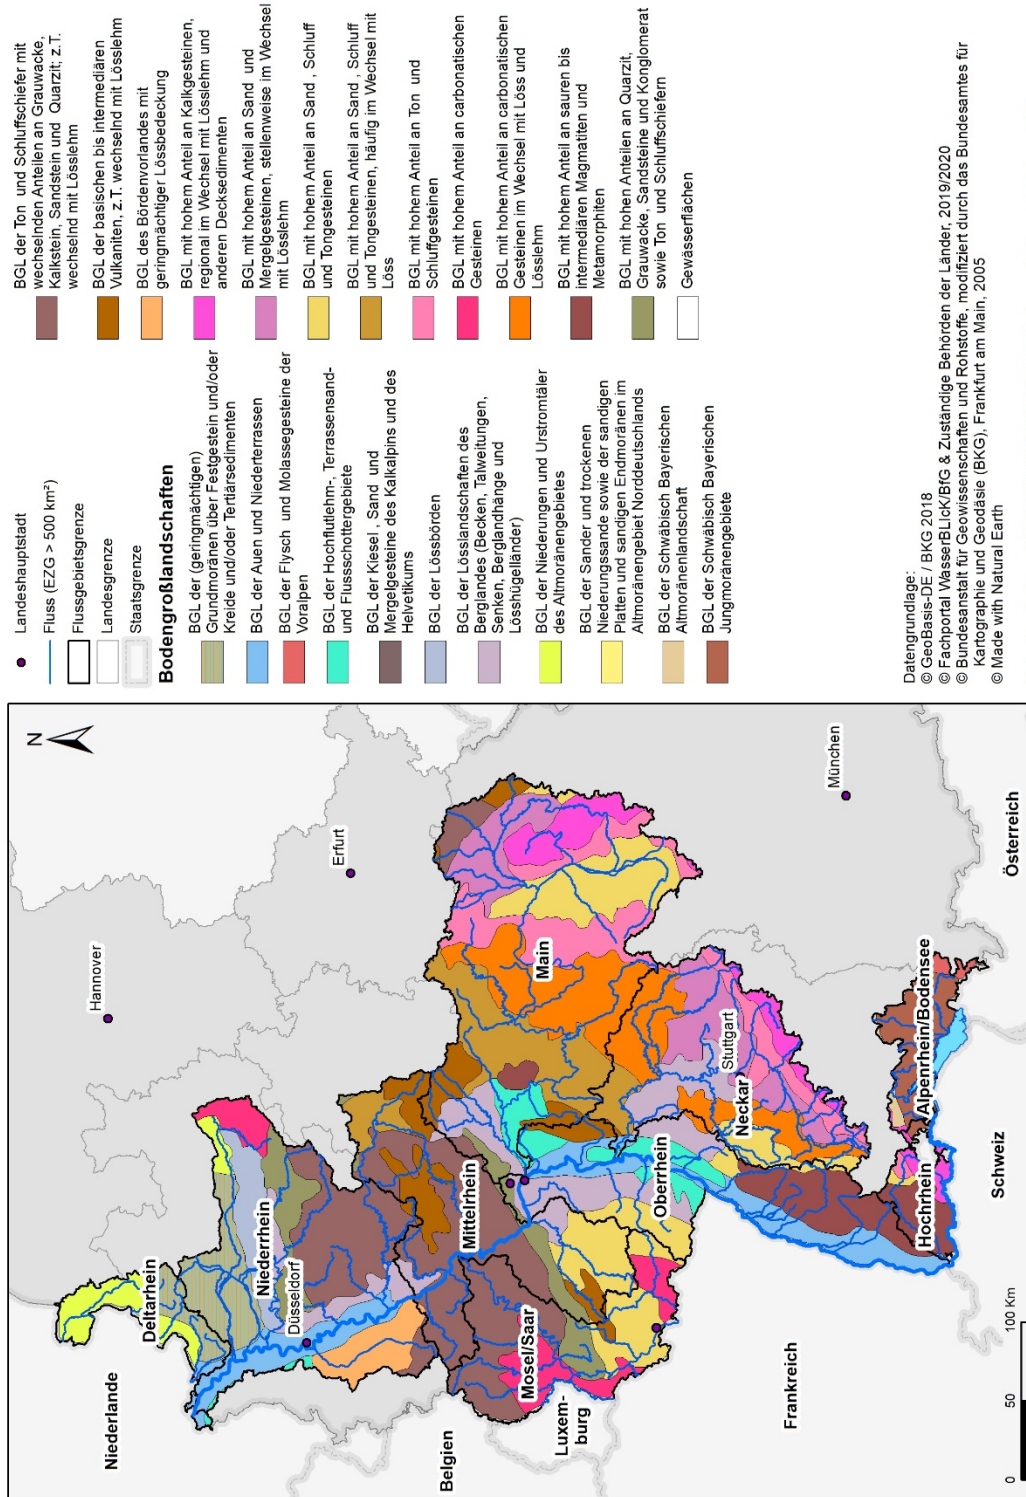 Niederlande
Belgien
Luxem-
burg
Frankreich
Schweiz
Österreich
Hannover
Erfurt
München
Düsseldorf
Stuttgart
Deltarhein
Niederrhein
Mittelrhein
Mosel/Saar
Main
Neckar
Oberrhein
Hochrhein
Alpenrhein/Bodensee
N
0 50 100 Km
Landeshauptstadt
Fluss (EZG > 500 km²)
Flussgebietsgrenze
Landesgrenze
Staatsgrenze
Bodengroßlandschaften
BGL der (geringmächtigen)
Grundmoränen über Festgestein und/oder
Kreide und/oder Tertiärsedimenten
BGL der Auen und Niederterrassen
BGL der Flysch und Molassegesteine der
Voralpen
BGL der Hochflutlehm-, Terrassensand-
und Flussschottergebiete
BGL der Kiesel , Sand und
Mergelgesteine des Kalkalpins und des
Helvetikums
BGL der Lössbörden
BGL der Lösslandschaften des
Berglandes (Becken, Talweitungen,
Senken, Berglandhänge und
Lösshügelländer)
BGL der Niederungen und Urstromtäler
des Altmoränengebietes
BGL der Sander und trockenen
Niederungssande sowie der sandigen
Platten und sandigen Endmoränen im
Altmoränengebiet Norddeutschlands
BGL der Schwäbisch Bayerischen
Altmoränenlandschaft
BGL der Schwäbisch Bayerischen
Jungmoränengeblete
BGL der Ton und Schluffschiefer mit
wechselnden Anteilen an Grauwacke,
Kalkstein, Sandstein und Quarzit; z.T.
wechselnd mit Lösslehm
BGL der basischen bis intermediären
Vulkaniten, z.T. wechselnd mit Lösslehm
BGL des Bördenvorlandes mit
geringmächtiger Lössbedeckung
BGL mit hohem Anteil an Kalkgesteinen,
regional im Wechsel mit Lösslehm und
anderen Decksedimenten
BGL mit hohem Anteil an Sand und
Mergelgesteinen, stellenweise im Wechsel
mit Lösslehm
BGL mit hohem Anteil an Sand , Schluff
und Tongesteinen
BGL mit hohem Anteil an Sand , Schluff
und Tongesteinen, häufig im Wechsel mit
Löss
BGL mit hohem Anteil an Ton und
Schluffgesteinen
BGL mit hohem Anteil an carbonatischen
Gesteinen
BGL mit hohem Anteil an carbonatischen
Gesteinen im Wechsel mit Löss und
Lösslehm
BGL mit hohem Anteil an sauren bis
intermediären Magmatiten und
Metamorphiten
BGL mit hohen Anteilen an Quarzit,
Grauwacke, Sandsteine und Konglomerat
sowie Ton und Schluffschiefern
Gewässerflächen
Datengrundlage:
© GeoBasis-DE / BKG 2018
© Fachportal WasserBLIcK/BfG & Zuständige Behörden der Länder, 2019/2020
© Bundesanstalt für Geowissenschaften und Rohstoffe, modifiziert durch das Bundesamtes für
Kartographie und Geodäsie (BKG), Frankfurt am Main, 2005
© Made with Natural Earth